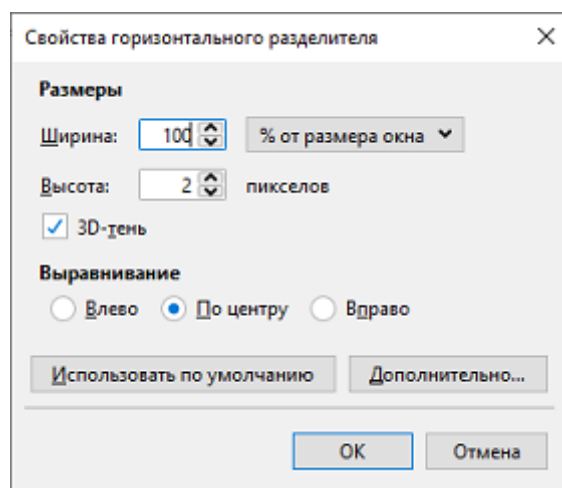 Свойства горизонтального разделителя
Размеры
Ширина: 100 % от размера окна
Высота: 2 пикселов
3D-тень
Выравнивание
Влево По центру Вправо
Использовать по умолчанию Дополнительно...
ОК Отмена